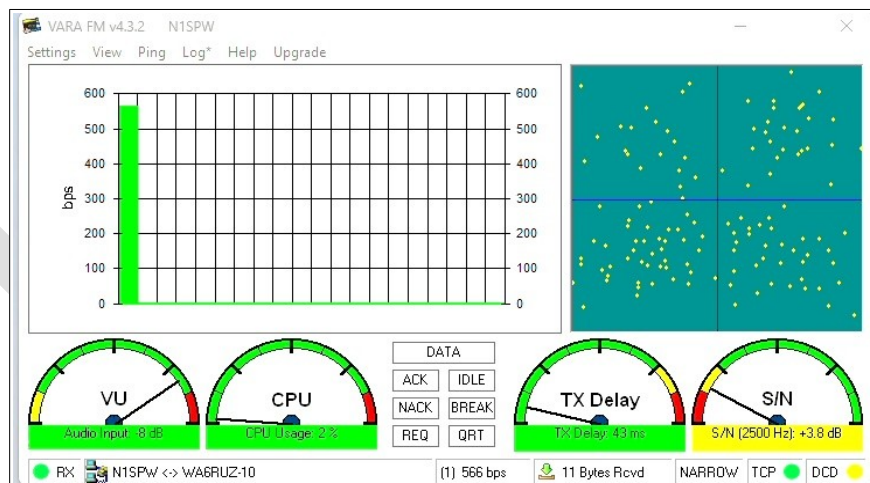 VARA FM v4.3.2 N1SPW
Settings View Ping Log* Help Upgrade
600 600
500 500
400 400
bps
300 300
200 200
100 100
0 0
VU
Audio Input: -8 dB
CPU
CPU Usage: 2 %
DATA
ACK IDLE
NACK BREAK
REQ QRT
TX Delay
TX Delay: 43 ms
S/N
S/N (2500 Hz): +3.8 dB
RX N1SPW <-> WA6RUZ-10 (1) 566 bps 11 Bytes Rcvd NARROW TCP DCD